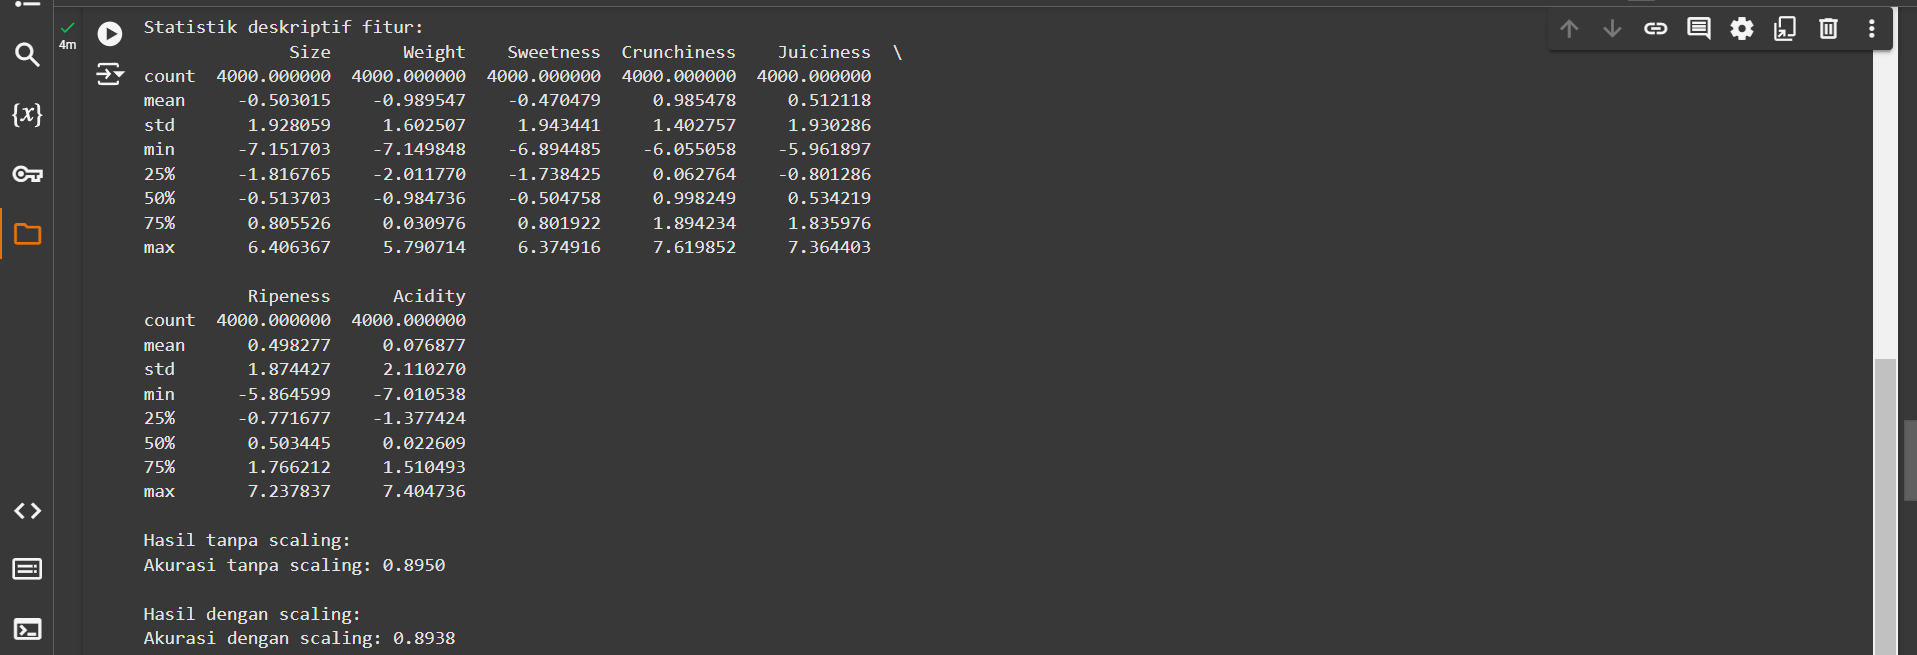 4m
{x}
Statistik deskriptif fitur:
Size Weight Sweetness Crunchiness Juiciness \
count 4000.000000 4000.000000 4000.000000 4000.000000 4000.000000
mean -0.503015 -0.989547 -0.470479 0.985478 0.512118
std 1.928059 1.602507 1.943441 1.402757 1.930286
min -7.151703 -7.149848 -6.894485 -6.055058 -5.961897
25% -1.816765 -2.011770 -1.738425 0.062764 -0.801286
50% -0.513703 -0.984736 -0.504758 0.998249 0.534219
75% 0.805526 0.030976 0.801922 1.894234 1.835976
max 6.406367 5.790714 6.374916 7.619852 7.364403
Ripeness Acidity
count 4000.000000 4000.000000
mean 0.498277 0.076877
std 1.874427 2.110270
min -5.864599 -7.010538
25% -0.771677 -1.377424
50% 0.503445 0.022609
75% 1.766212 1.510493
max 7.237837 7.404736
Hasil tanpa scaling:
Akurasi tanpa scaling: 0.8950
Hasil dengan scaling:
Akurasi dengan scaling: 0.8938